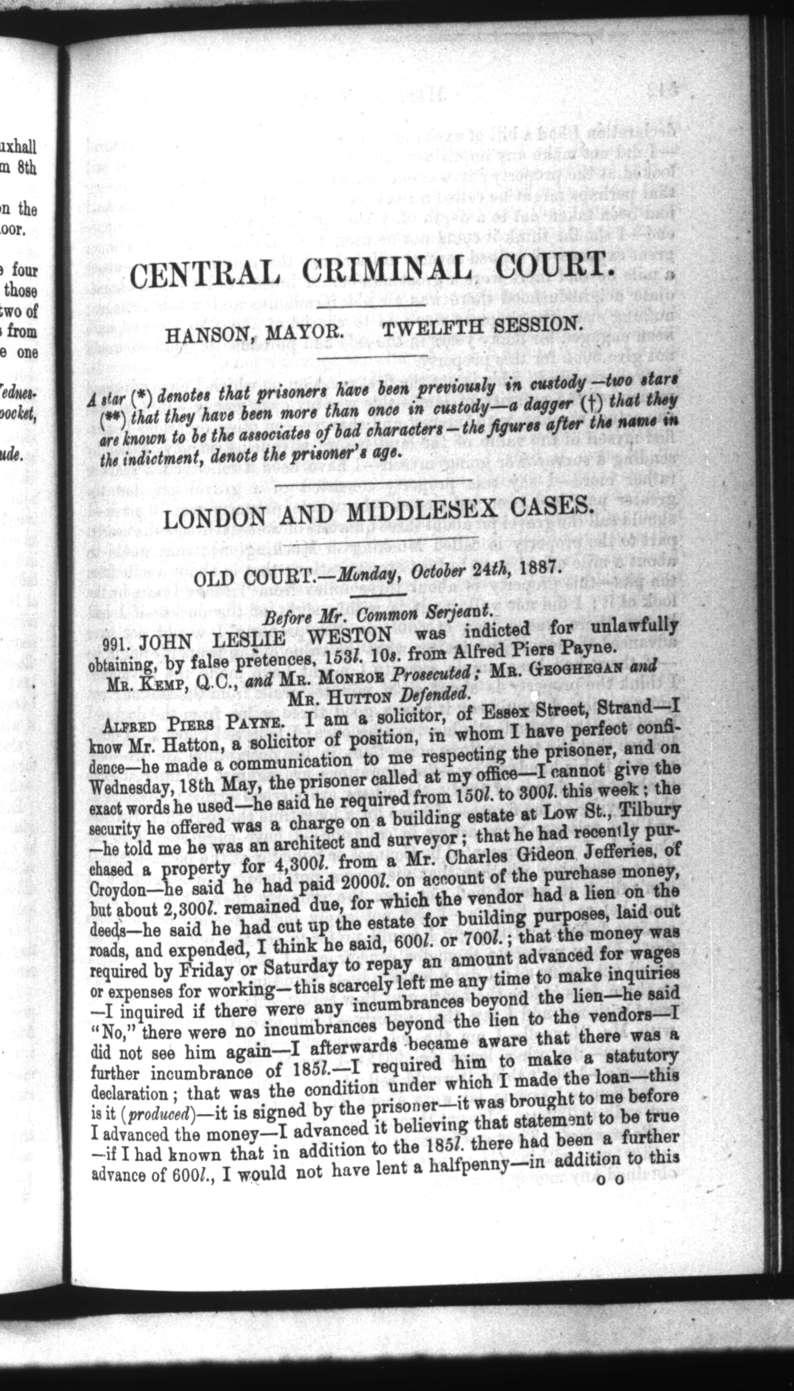 uxhall
m 8th
n the
oor.
four
those
two of
from
e one
ednes-
pocket,
ude.
CENTRAL CRIMINAL COURT.
HANSON, MAYOR. TWELFTH SESSION.
A star (*) denotes that prisoners have been previously in custody—two stars
(**) that they have been more than once in custody—a dagger (†) that they
are known to be the associates of bad characters—the figures after the name in
the indictment, denote the prisoner's age.
LONDON AND MIDDLESEX CASES.
OLD COURT.—Monday, October 24th, 1887.
Before Mr. Common Serjeant.
991. JOHN LESLIE WESTON was indicted for unlawfully
obtaining, by false pretences, 153l. 10s. from Alfred Piers Payne.
MR. KEMP, Q.C., and MR. MONROE Prosecuted; MR. GEOGHEGAN and
MR. HUTTON Defended.
ALFRED PIERS PAYNE. I am a solicitor, of Essex Street, Strand—I
know Mr. Hatton, a solicitor of position, in whom I have perfect confi-
dence—he made a communication to me respecting the prisoner, and on
Wednesday, 18th May, the prisoner called at my office—I cannot give the
exact words he used—he said he required from 150l. to 300l. this week; the
security he offered was a charge on a building estate at Low St., Tilbury
—he told me he was an architect and surveyor; that he had recently pur-
chased a property for 4,300l. from a Mr. Charles Gideon Jefferies, of
Croydon—he said he had paid 2000l. on account of the purchase money,
but about 2,300l. remained due, for which the vendor had a lien on the
deeds—he said he had cut up the estate for building purposes, laid out
roads, and expended, I think he said, 600l. or 700l.; that the money was
required by Friday or Saturday to repay an amount advanced for wages
or expenses for working—this scarcely left me any time to make inquiries
—I inquired if there were any incumbrances beyond the lien—he said
"No," there were no incumbrances beyond the lien to the vendors—I
did not see him again—I afterwards became aware that there was a
further incumbrance of 185l.—I required him to make a statutory
declaration; that was the condition under which I made the loan—this
is it (produced)—it is signed by the prisoner—it was brought to me before
I advanced the money—I advanced it believing that statement to be true
—if I had known that in addition to the 185l. there had been a further
advance of 600l., I would not have lent a halfpenny—in addition to this
O O